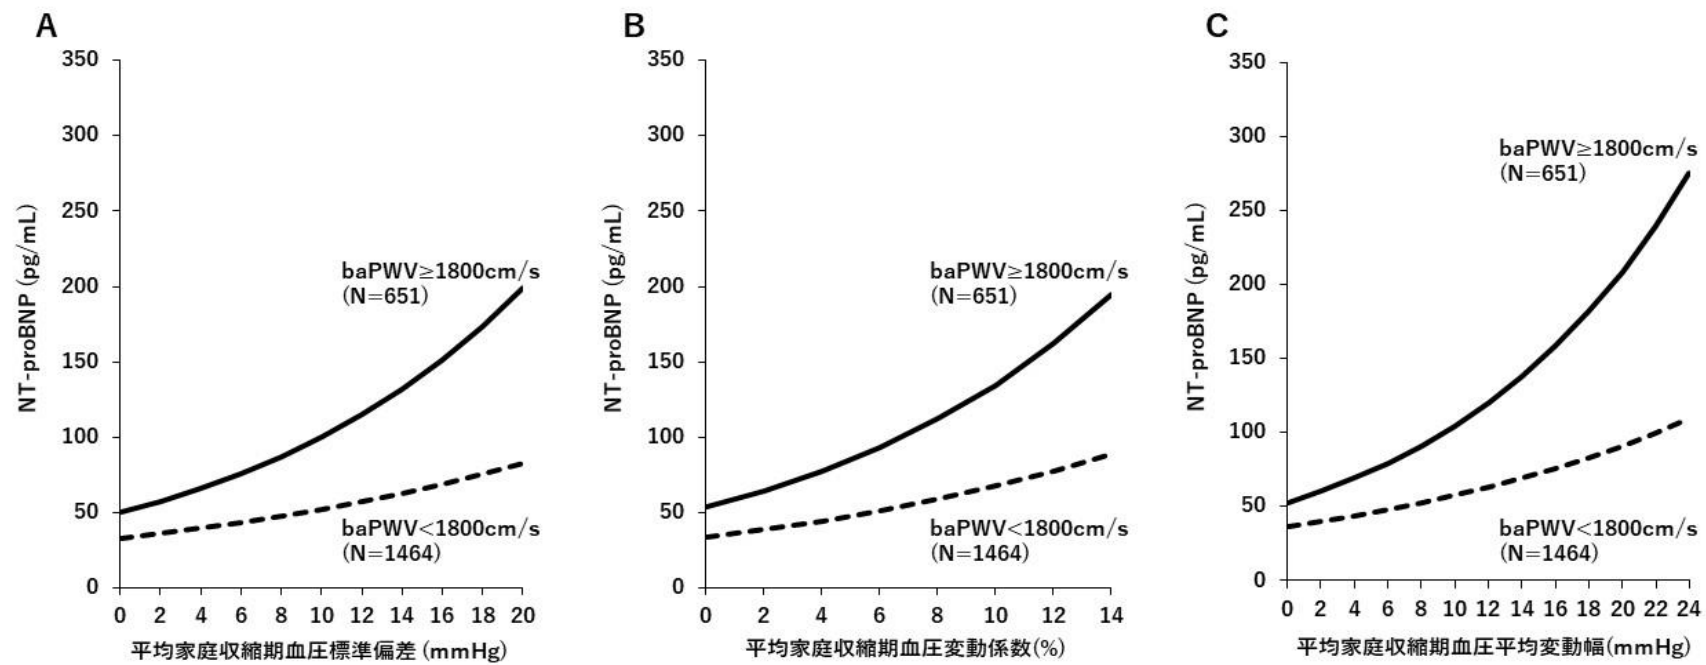 A
350
300
250
200
150
100
50
0
NT-proBNP (pg/mL)
baPWV≥1800cm/s
(N=651)
baPWV<1800cm/s
(N=1464)
0 2 4 6 8 10 12 14 16 18 20
平均家庭収縮期血圧標準偏差 (mmHg)
B
350
300
250
200
150
100
50
0
NT-proBNP (pg/mL)
baPWV≥1800cm/s
(N=651)
baPWV<1800cm/s
(N=1464)
0 2 4 6 8 10 12 14
平均家庭収縮期血圧変動係数(%)
C
350
300
250
200
150
100
50
0
NT-proBNP (pg/mL)
baPWV≥1800cm/s
(N=651)
baPWV<1800cm/s
(N=1464)
0 2 4 6 8 10 12 14 16 18 20 22 24
平均家庭収縮期血圧平均変動幅(mmHg)